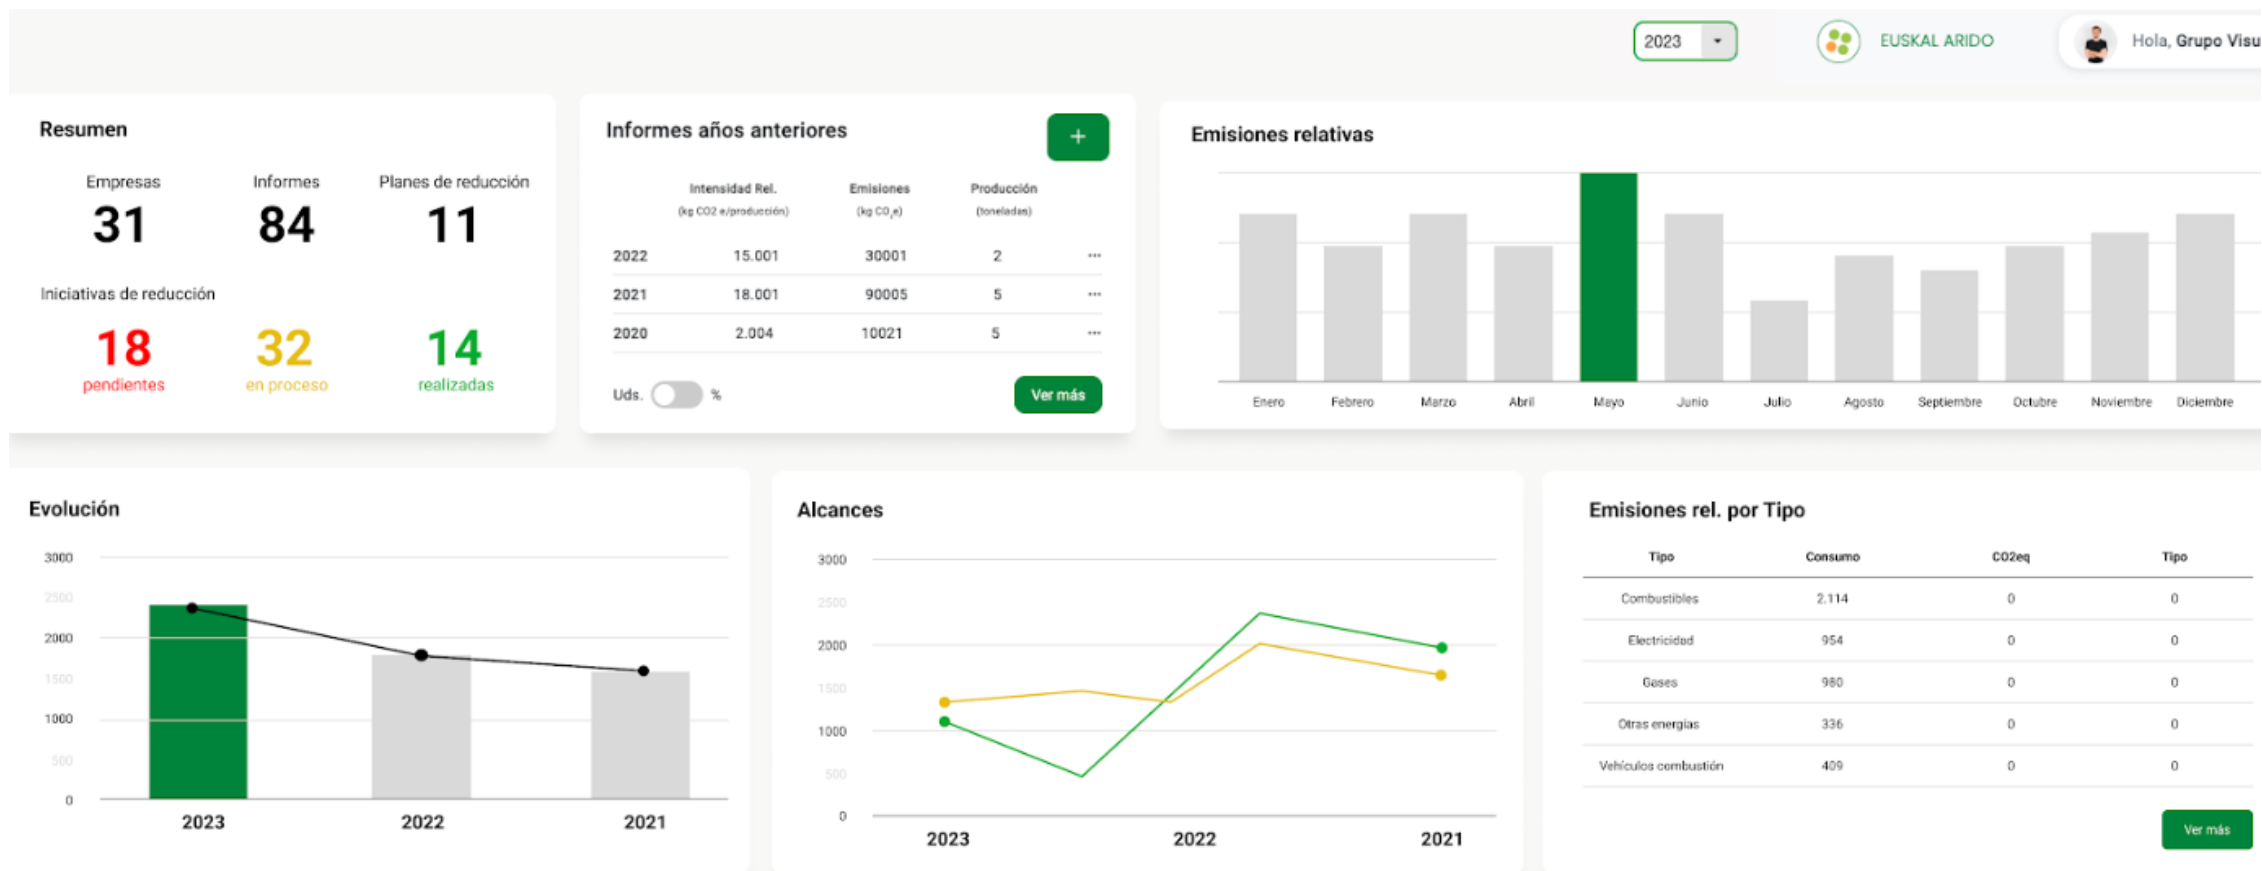 2023
EUSKAL ARIDO
Hola, Grupo Visu
Resumen
Empresas Informes Planes de reducción
31 84 11
Iniciativas de reducción
18 32 14
pendientes en proceso realizadas
Informes años anteriores
+
Intensidad Rel. Emisiones Producción
(kg CO2 e/producción) (kg CO₂e) (toneladas)
2022 15.001 30001 2 ...
2021 18.001 90005 5 ...
2020 2.004 10021 5 ...
Uds. % Ver más
Emisiones relativas
Enero Febrero Marzo Abril Mayo Junio Julio Agosto Septiembre Octubre Noviembre Diciembre
Evolución
3000
2500
2000
1500
1000
500
0
2023 2022 2021
Alcances
3000
2500
2000
1500
1000
500
0
2023 2022 2021
Emisiones rel. por Tipo
Tipo Consumo CO2eq Tipo
Combustibles 2.114 0 0
Electricidad 954 0 0
Gases 980 0 0
Otras energías 336 0 0
Vehículos combustión 409 0 0
Ver más